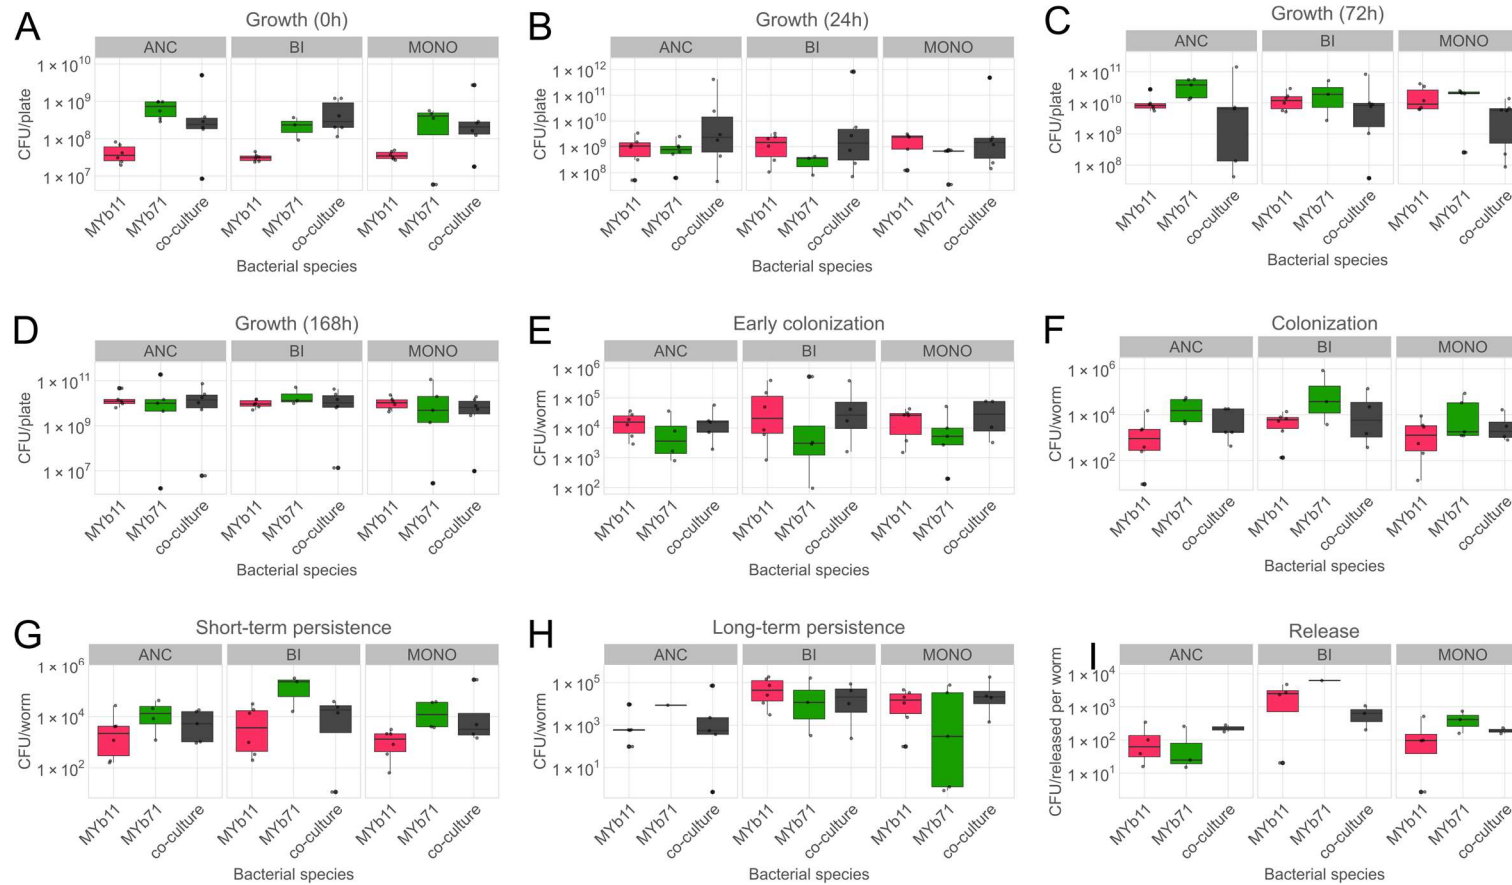 A
Growth (0h)
ANC BI MONO
1 × 10^10
1 × 10^9
1 × 10^8
1 × 10^7
CFU/plate
MYb11 MYb71 co-culture MYb11 MYb71 co-culture MYb11 MYb71 co-culture
Bacterial species
B
Growth (24h)
ANC BI MONO
1 × 10^12
1 × 10^11
1 × 10^10
1 × 10^9
1 × 10^8
CFU/plate
MYb11 MYb71 co-culture MYb11 MYb71 co-culture MYb11 MYb71 co-culture
Bacterial species
C
Growth (72h)
ANC BI MONO
1 × 10^11
1 × 10^10
1 × 10^9
1 × 10^8
CFU/plate
MYb11 MYb71 co-culture MYb11 MYb71 co-culture MYb11 MYb71 co-culture
Bacterial species
D
Growth (168h)
ANC BI MONO
1 × 10^11
1 × 10^9
1 × 10^7
CFU/plate
MYb11 MYb71 co-culture MYb11 MYb71 co-culture MYb11 MYb71 co-culture
Bacterial species
E
Early colonization
ANC BI MONO
1 × 10^6
1 × 10^5
1 × 10^4
1 × 10^3
1 × 10^2
CFU/worm
MYb11 MYb71 co-culture MYb11 MYb71 co-culture MYb11 MYb71 co-culture
Bacterial species
F
Colonization
ANC BI MONO
1 × 10^6
1 × 10^4
1 × 10^2
CFU/worm
MYb11 MYb71 co-culture MYb11 MYb71 co-culture MYb11 MYb71 co-culture
Bacterial species
G
Short-term persistence
ANC BI MONO
1 × 10^6
1 × 10^4
1 × 10^2
CFU/worm
MYb11 MYb71 co-culture MYb11 MYb71 co-culture MYb11 MYb71 co-culture
Bacterial species
H
Long-term persistence
ANC BI MONO
1 × 10^5
1 × 10^3
1 × 10^1
CFU/worm
MYb11 MYb71 co-culture MYb11 MYb71 co-culture MYb11 MYb71 co-culture
Bacterial species
I
Release
ANC BI MONO
1 × 10^4
1 × 10^3
1 × 10^2
1 × 10^1
CFU/released per worm
MYb11 MYb71 co-culture MYb11 MYb71 co-culture MYb11 MYb71 co-culture
Bacterial species